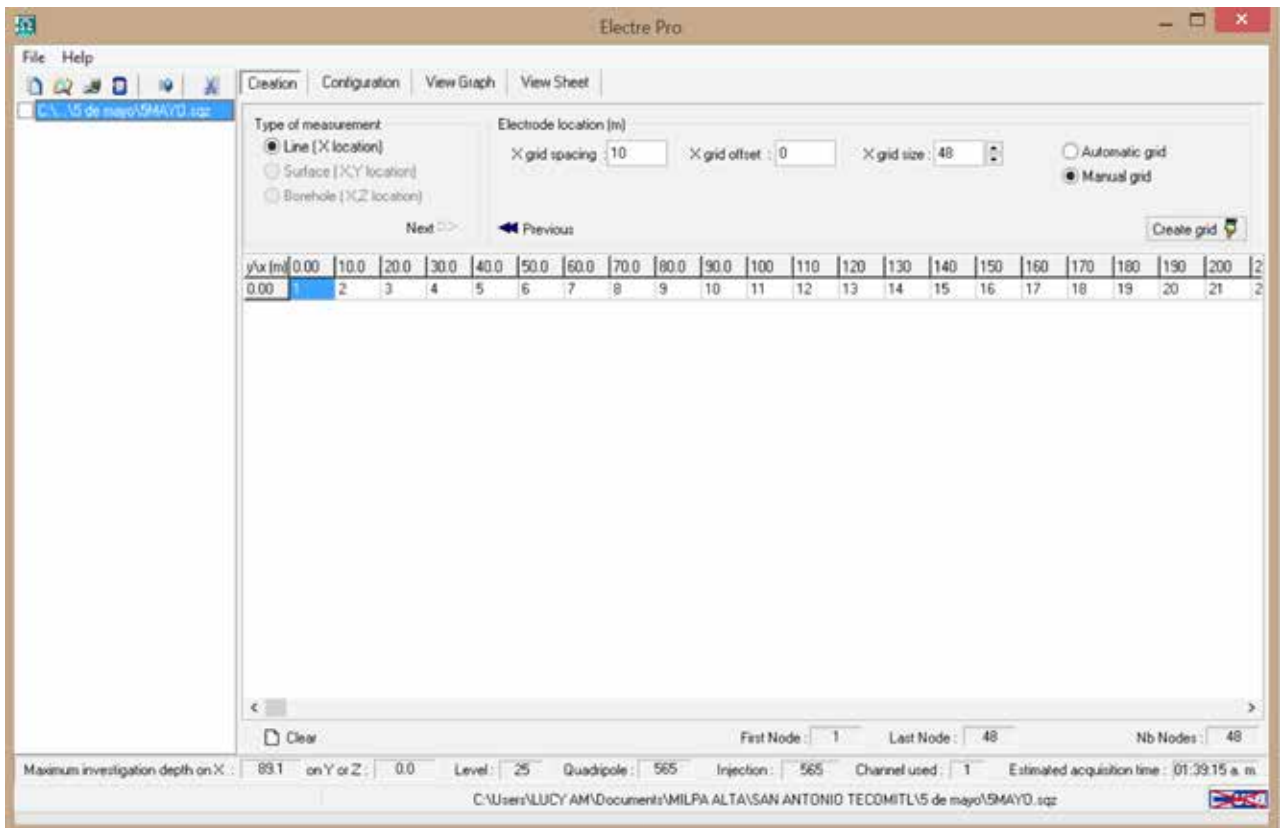 Electre Pro
File Help
Creation Configuration View Graph View Sheet
C:\...\5 de mayo\5MAYO.sqz
Type of measurement
Line (X location)
Surface (X,Y location)
Borehole (X,Z location)
Next >>
Electrode location (m)
X grid spacing : 10 X grid offset : 0 X grid size : 48
Automatic grid
Manual grid
Previous
Create grid
y\x (m) 0.00 10.0 20.0 30.0 40.0 50.0 60.0 70.0 80.0 90.0 100 110 120 130 140 150 160 170 180 190 200 2
0.00 1 2 3 4 5 6 7 8 9 10 11 12 13 14 15 16 17 18 19 20 21 2
Clear First Node : 1 Last Node : 48 Nb Nodes : 48
Maximum investigation depth on X : 89.1 on Y or Z : 0.0 Level : 25 Quadripole : 565 Injection : 565 Channel used : 1 Estimated acquisition time : 01:39:15 a. m.
C:\Users\LUCY AM\Documents\MILPA ALTA\SAN ANTONIO TECOMITL\5 de mayo\5MAYO.sqz